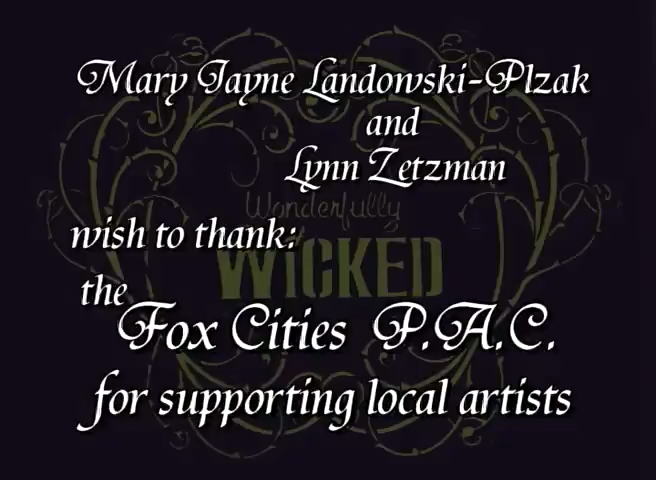 Mary Jayne Landowski-Plzak
and
Lynn Zetzman
Wonderfully
wish to thank:
WiCKED
the
Fox Cities P.A.C.
for supporting local artists